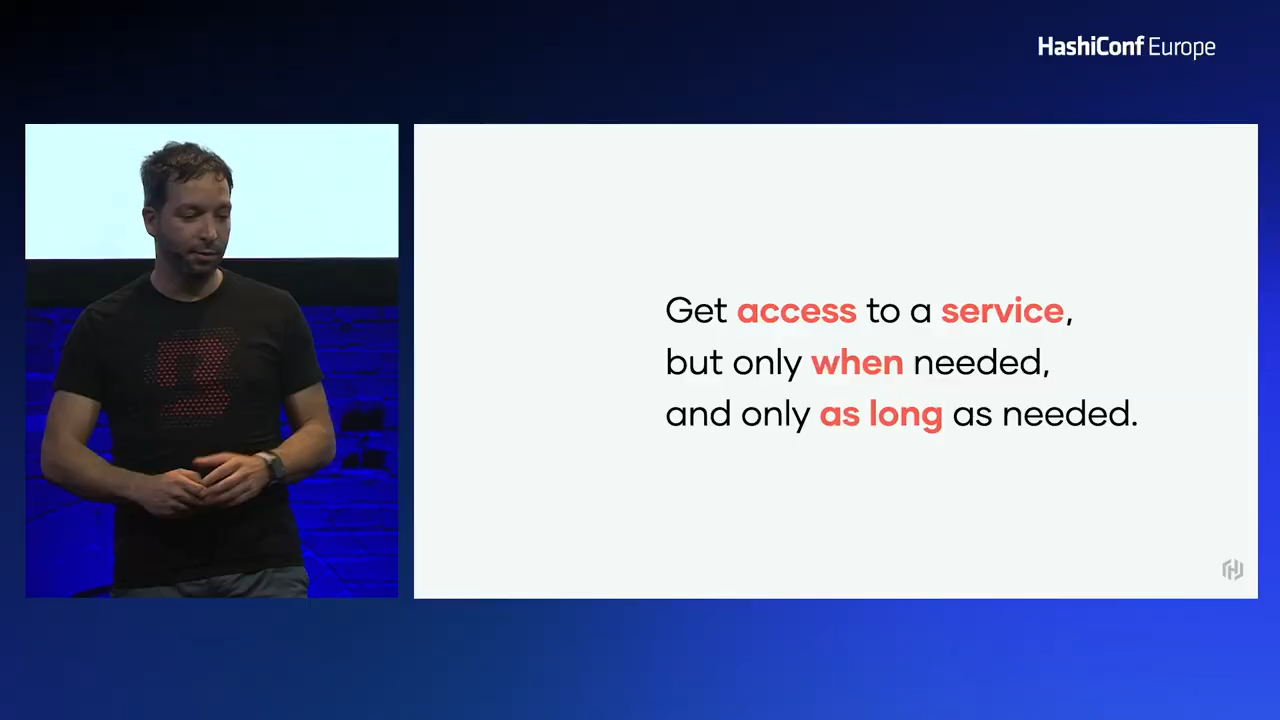 HashiConf Europe
Get access to a service,
but only when needed,
and only as long as needed.